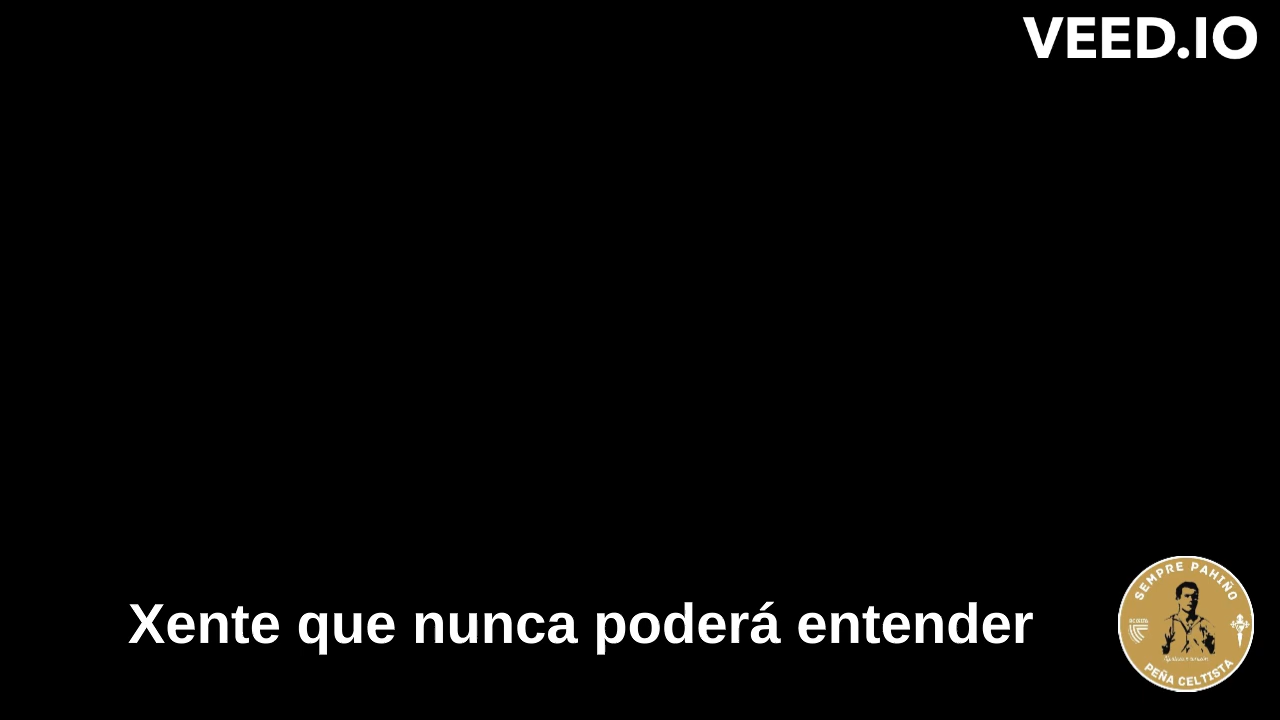 VEED.IO
Xente que nunca poderá entender
SEMPRE PAHIÑO
PEÑA CELTISTA